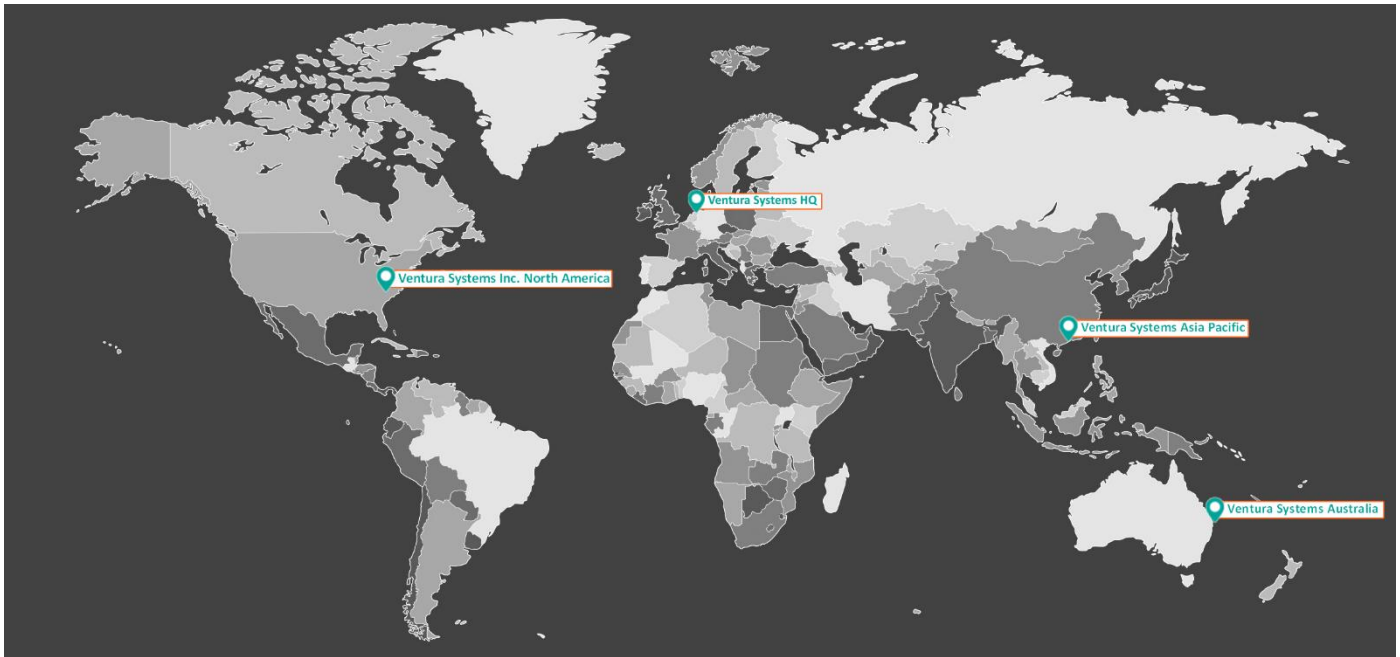 Ventura Systems HQ
Ventura Systems Inc. North America
Ventura Systems Asia Pacific
Ventura Systems Australia